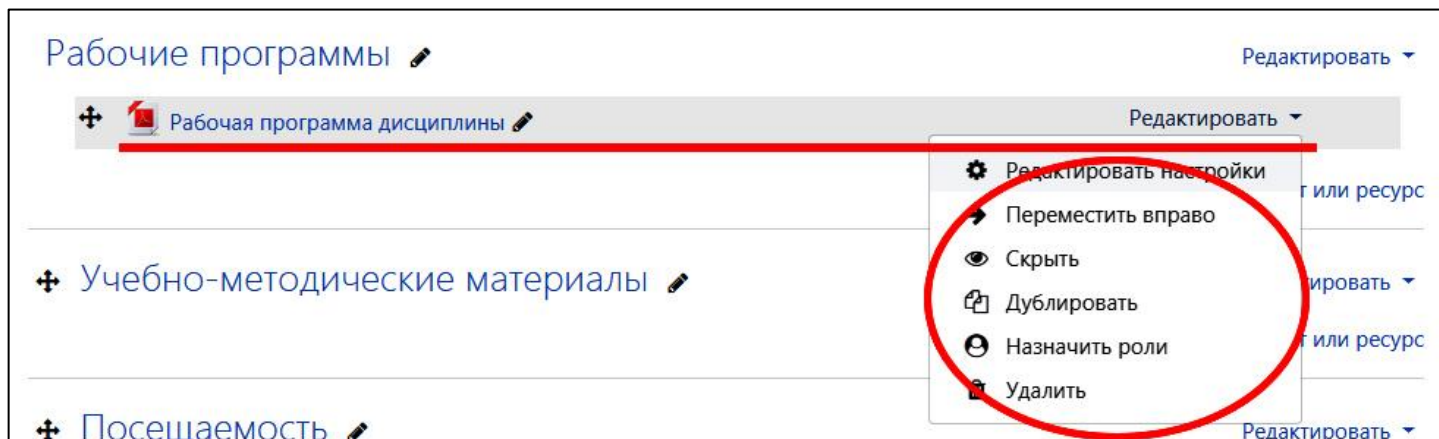 Рабочие программы Редактировать
Рабочая программа дисциплины Редактировать
Редактировать настройки
или ресурс
Переместить вправо
Скрыть
Учебно-методические материалы
Дублировать
или ресурс
Назначить роли
Удалить
Посещаемость Редактировать